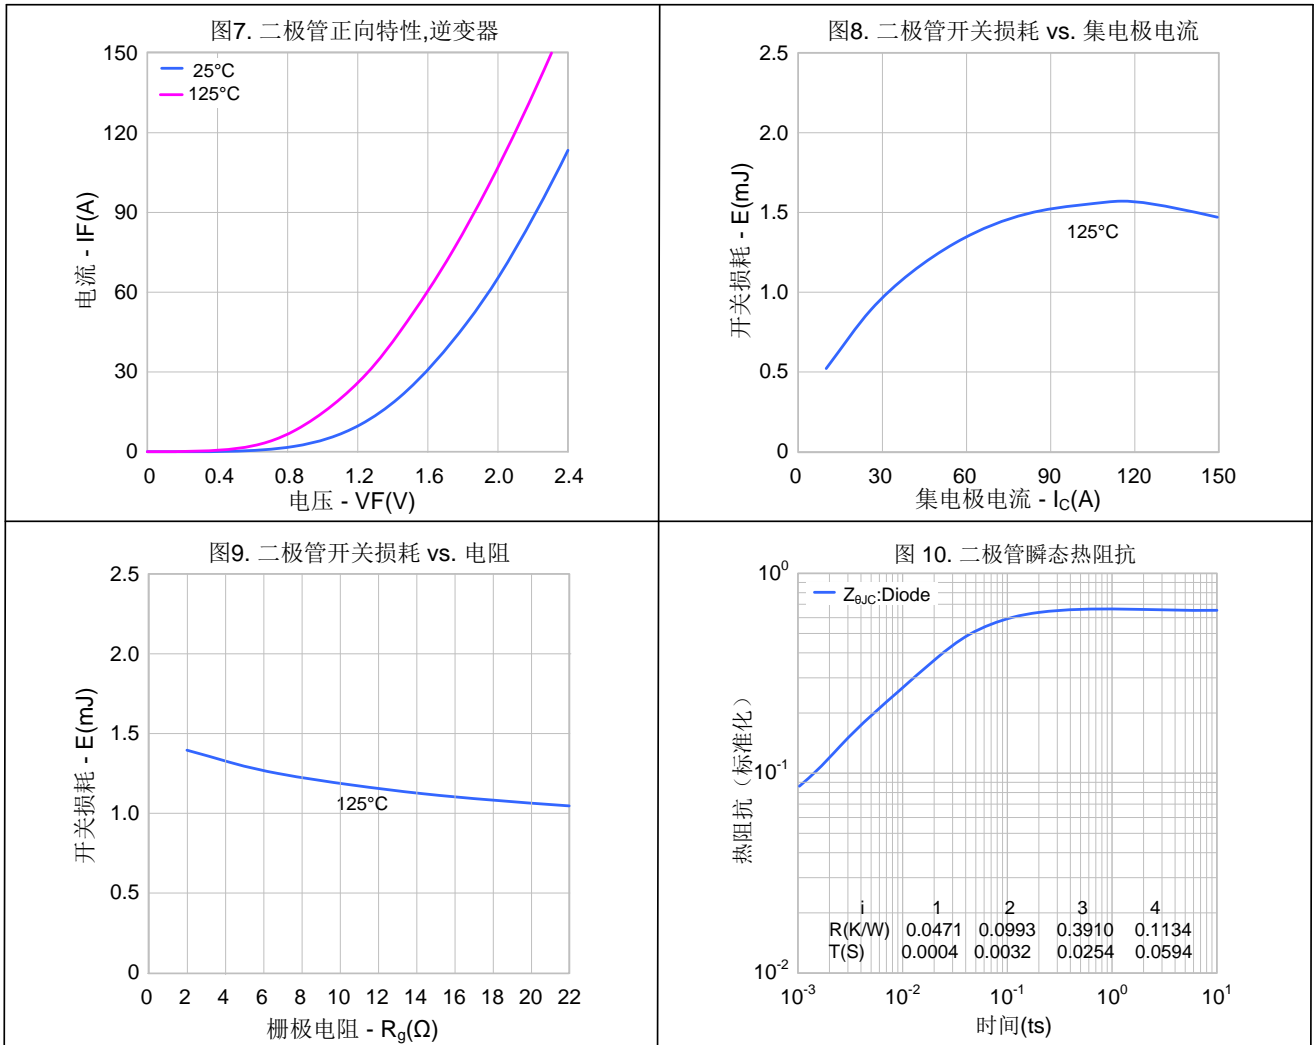 图7. 二极管正向特性,逆变器
150
120
90
60
30
0
25°C
125°C
电流 - IF(A)
0 0.4 0.8 1.2 1.6 2.0 2.4
电压 - VF(V)
图8. 二极管开关损耗 vs. 集电极电流
2.5
2.0
1.5
1.0
0.5
0
125°C
开关损耗 - E(mJ)
0 30 60 90 120 150
集电极电流 - IC(A)
图9. 二极管开关损耗 vs. 电阻
2.5
2.0
1.5
1.0
0.5
0
125°C
开关损耗 - E(mJ)
0 2 4 6 8 10 12 14 16 18 20 22
栅极电阻 - Rg(Ω)
图 10. 二极管瞬态热阻抗
10^0
10^-1
10^-2
ZθJC:Diode
热阻抗（标准化）
i 1 2 3 4
R(K/W) 0.0471 0.0993 0.3910 0.1134
T(S) 0.0004 0.0032 0.0254 0.0594
10^-3 10^-2 10^-1 10^0 10^1
时间(ts)